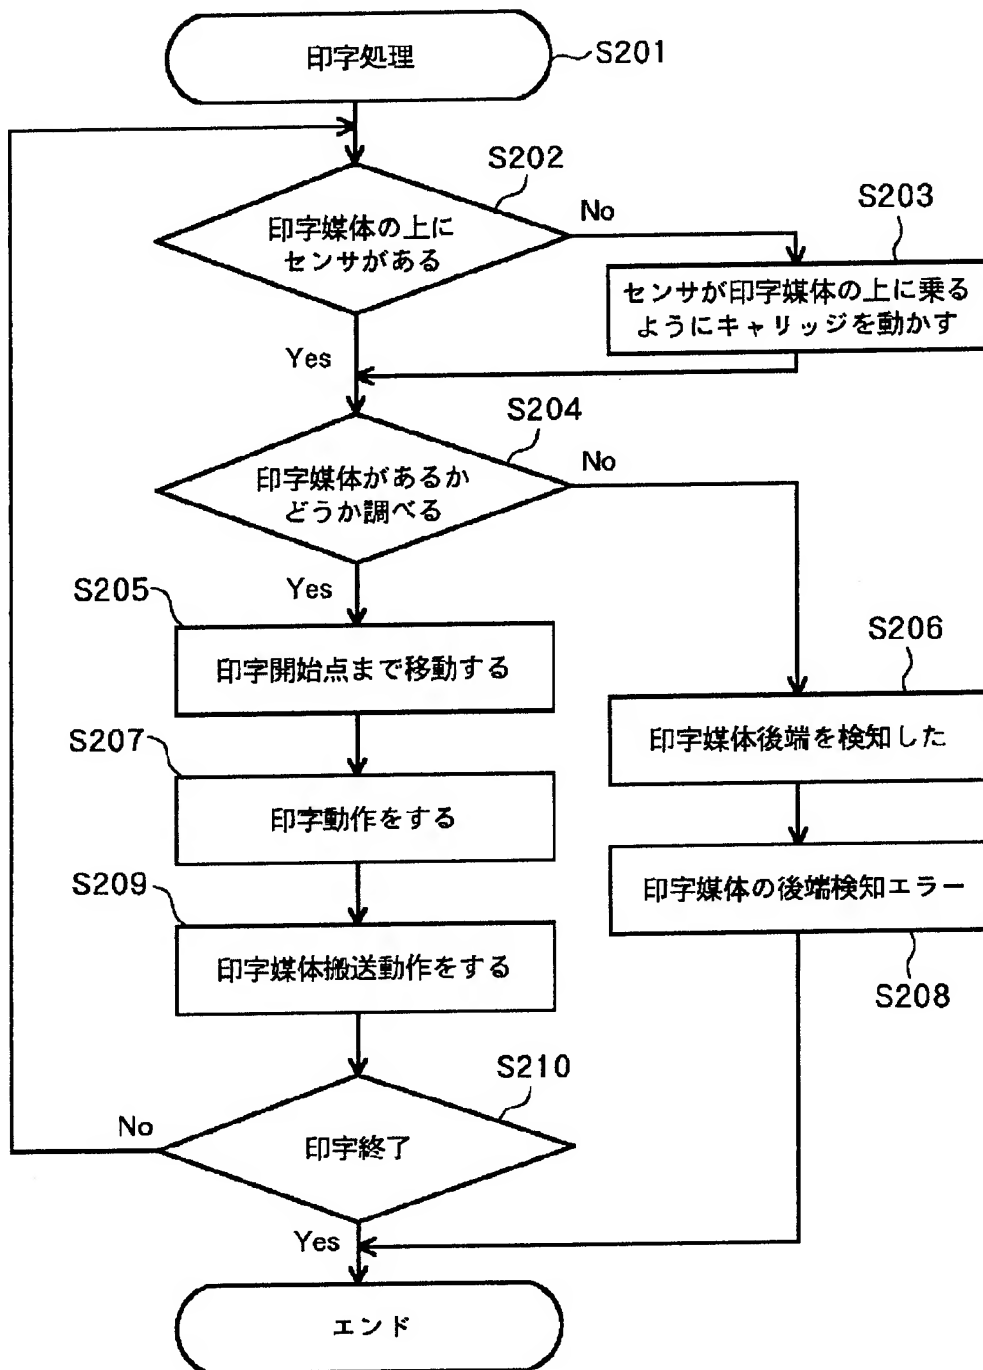 印字処理
S201
S202
印字媒体の上に
センサがある
No
S203
センサが印字媒体の上に乗る
ようにキャリッジを動かす
Yes
S204
印字媒体があるか
どうか調べる
No
Yes
S205
印字開始点まで移動する
S206
印字媒体後端を検知した
S207
印字動作をする
印字媒体の後端検知エラー
S208
S209
印字媒体搬送動作をする
S210
印字終了
No
Yes
エンド